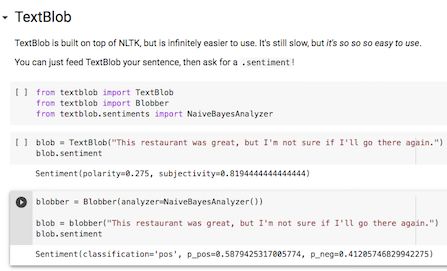 TextBlob
TextBlob is built on top of NLTK, but is infinitely easier to use. It's still slow, but it's so so so easy to use.
You can just feed TextBlob your sentence, then ask for a .sentiment!
[ ] from textblob import TextBlob
from textblob import Blobber
from textblob.sentiments import NaiveBayesAnalyzer
[ ] blob = TextBlob("This restaurant was great, but I'm not sure if I'll go there again.")
blob.sentiment
Sentiment(polarity=0.275, subjectivity=0.8194444444444444)
blobber = Blobber(analyzer=NaiveBayesAnalyzer())
blob = blobber("This restaurant was great, but I'm not sure if I'll go there again.")
blob.sentiment
Sentiment(classification='pos', p_pos=0.5879425317005774, p_neg=0.41205746829942275)